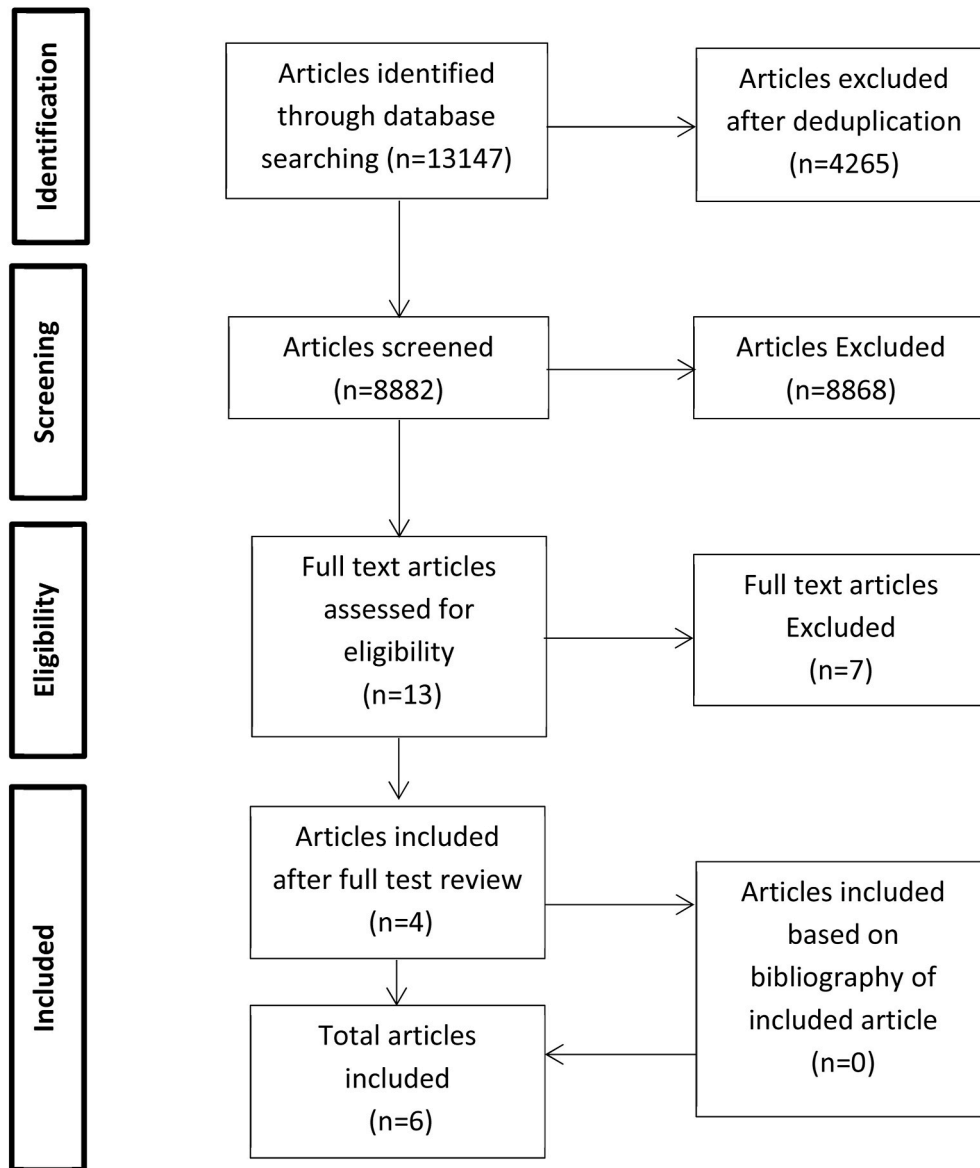 Identification
Articles identified
through database
searching (n=13147)
Articles excluded
after deduplication
(n=4265)
Screening
Articles screened
(n=8882)
Articles Excluded
(n=8868)
Eligibility
Full text articles
assessed for
eligibility
(n=13)
Full text articles
Excluded
(n=7)
Included
Articles included
after full test review
(n=4)
Articles included
based on
bibliography of
included article
(n=0)
Total articles
included
(n=6)